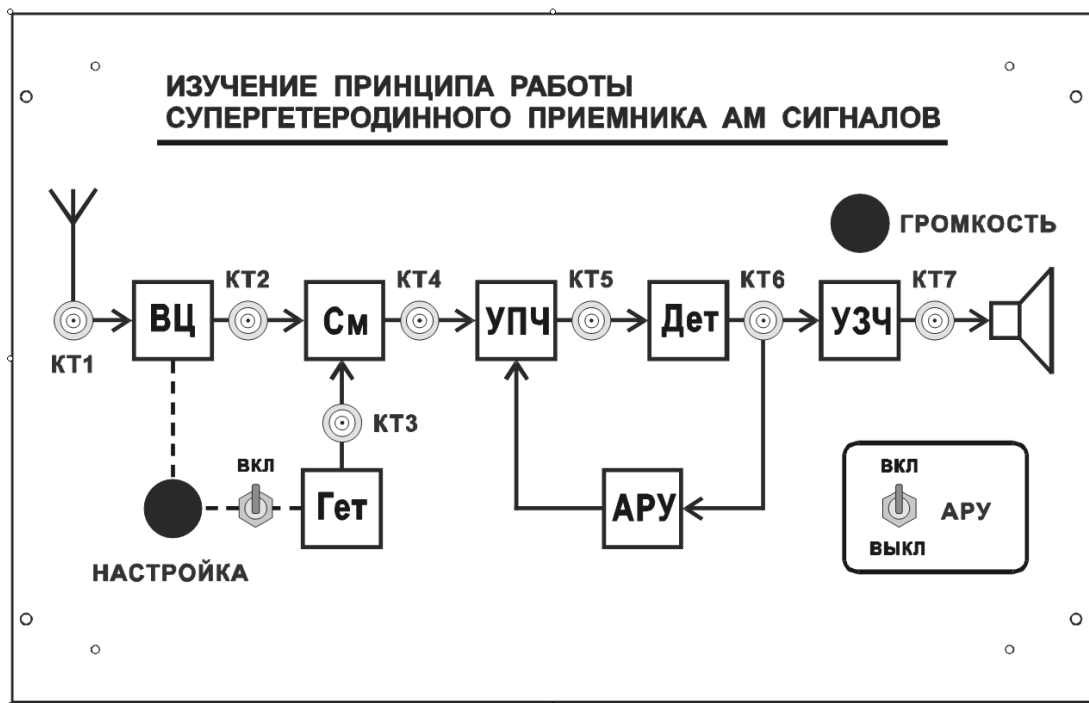 ИЗУЧЕНИЕ ПРИНЦИПА РАБОТЫ
СУПЕРГЕТЕРОДИННОГО ПРИЕМНИКА АМ СИГНАЛОВ
ГРОМКОСТЬ
КТ2
КТ4
КТ5
КТ6
КТ7
ВЦ
См
УПЧ
Дет
УЗЧ
КТ1
КТ3
ВКЛ
Гет
АРУ
НАСТРОЙКА
ВКЛ
АРУ
ВЫКЛ